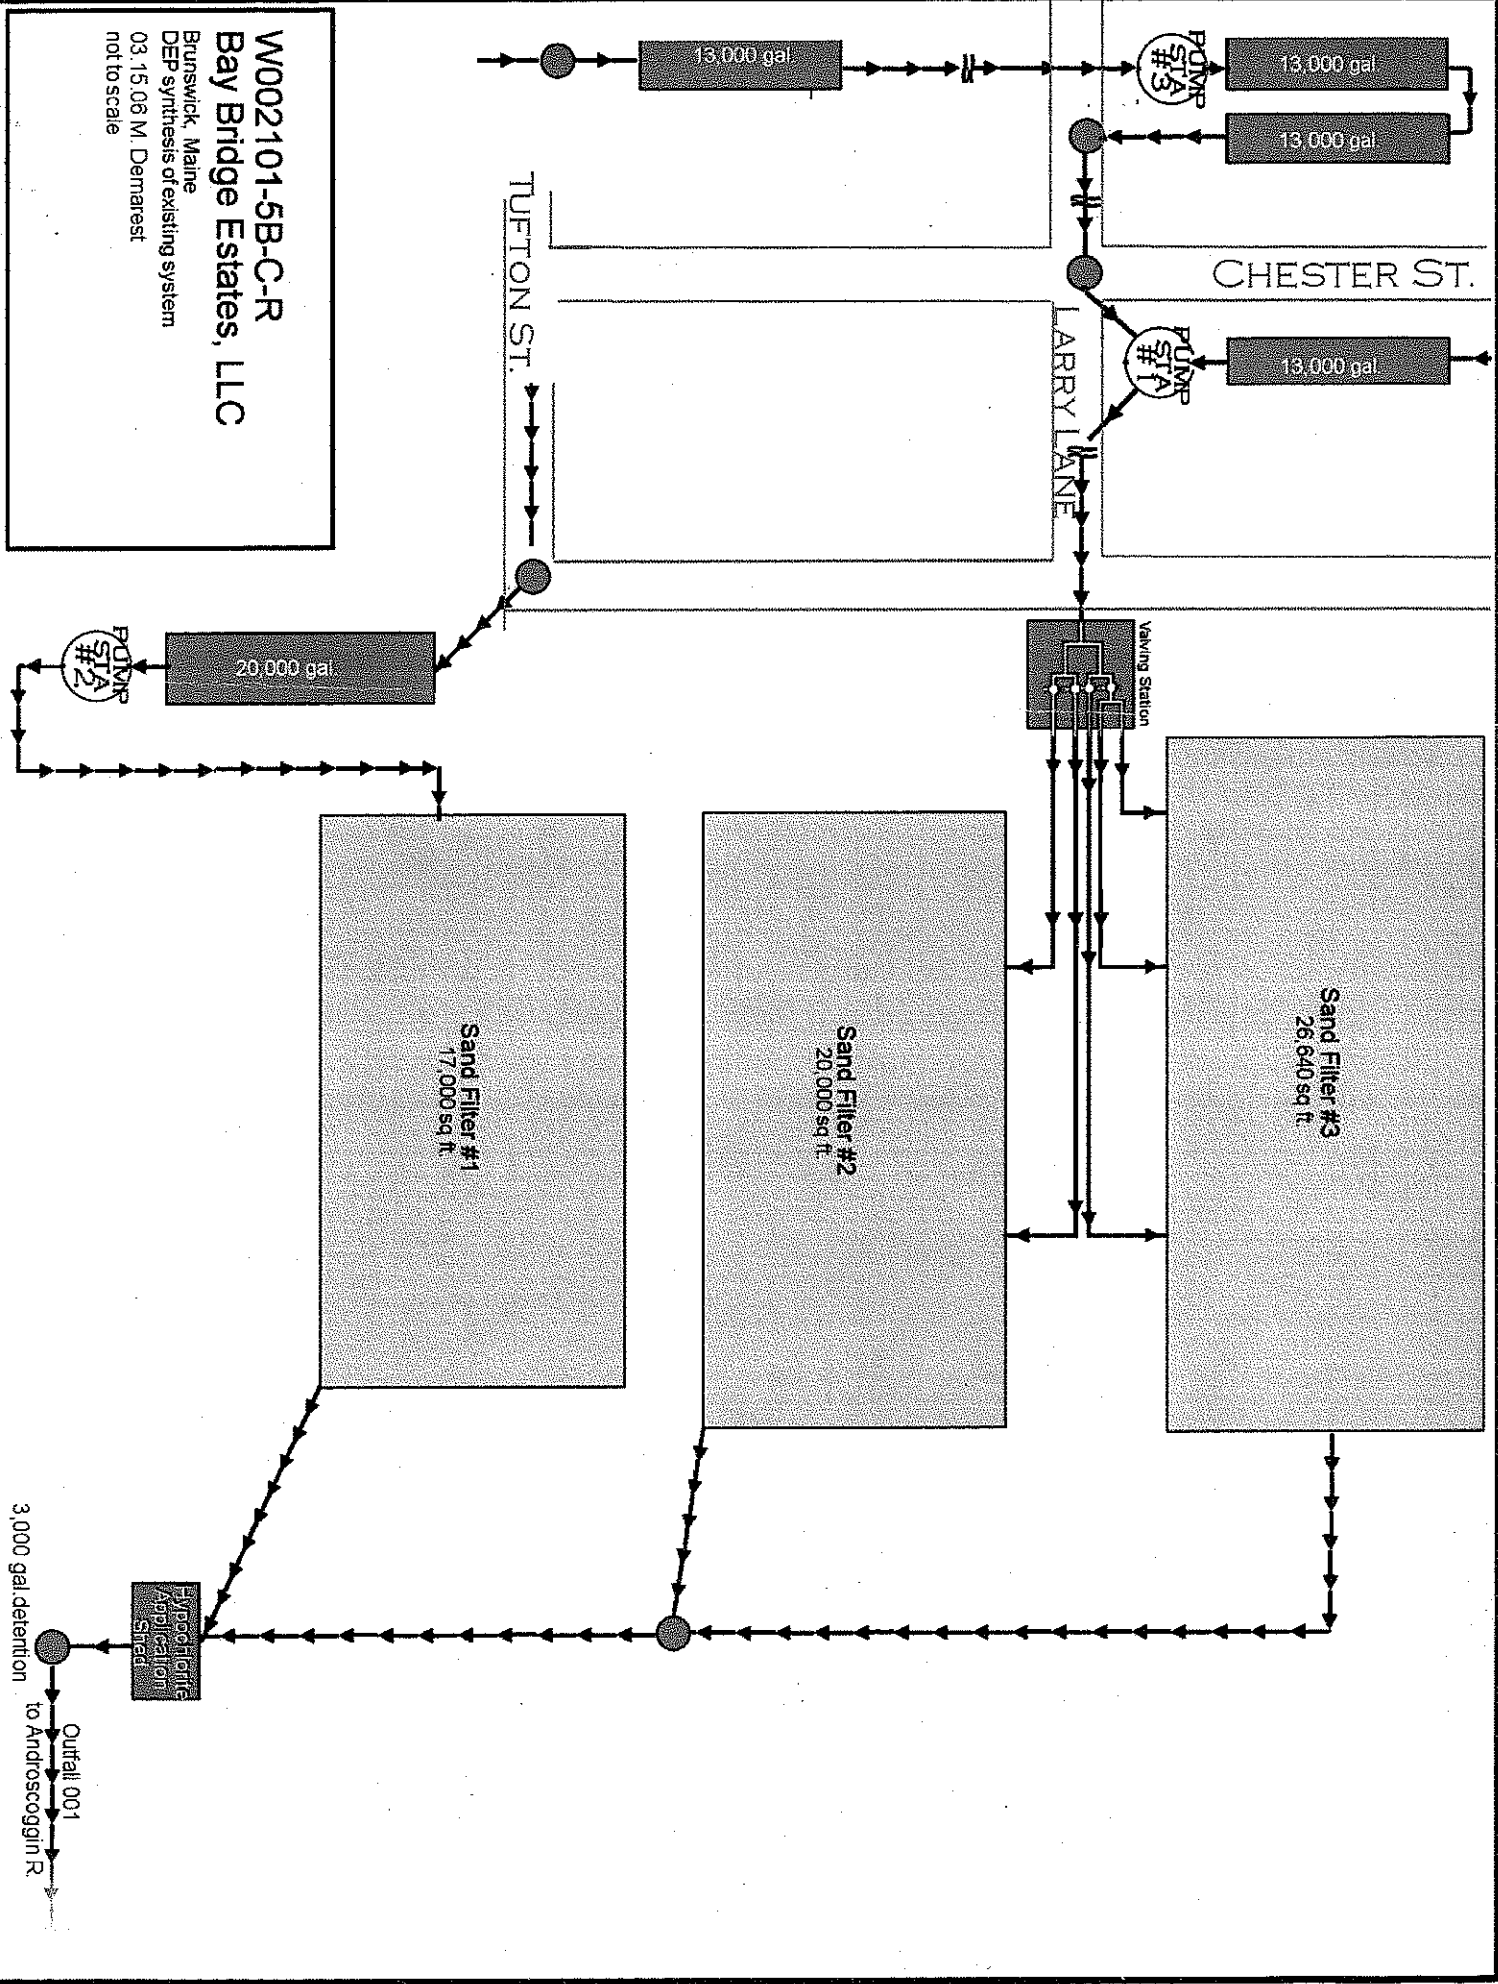 W002101-5B-C-R
Bay Bridge Estates, LLC
Brunswick, Maine
DEP synthesis of existing system
03.15.06 M. Demarest
not to scale
13,000 gal
PUMP
STA
#3
13,000 gal
13,000 gal
CHESTER ST.
TUFTON ST.
LARRY LANE
PUMP
STA
#1
13,000 gal
Valving Station
20,000 gal
PUMP
STA
#2
Sand Filter #3
26,640 sq ft.
Sand Filter #2
20,000 sq ft.
Sand Filter #1
17,000 sq ft.
Hypochlorite
Application
Shed
3,000 gal.detention
Outfall 001
to Androscoggin R.